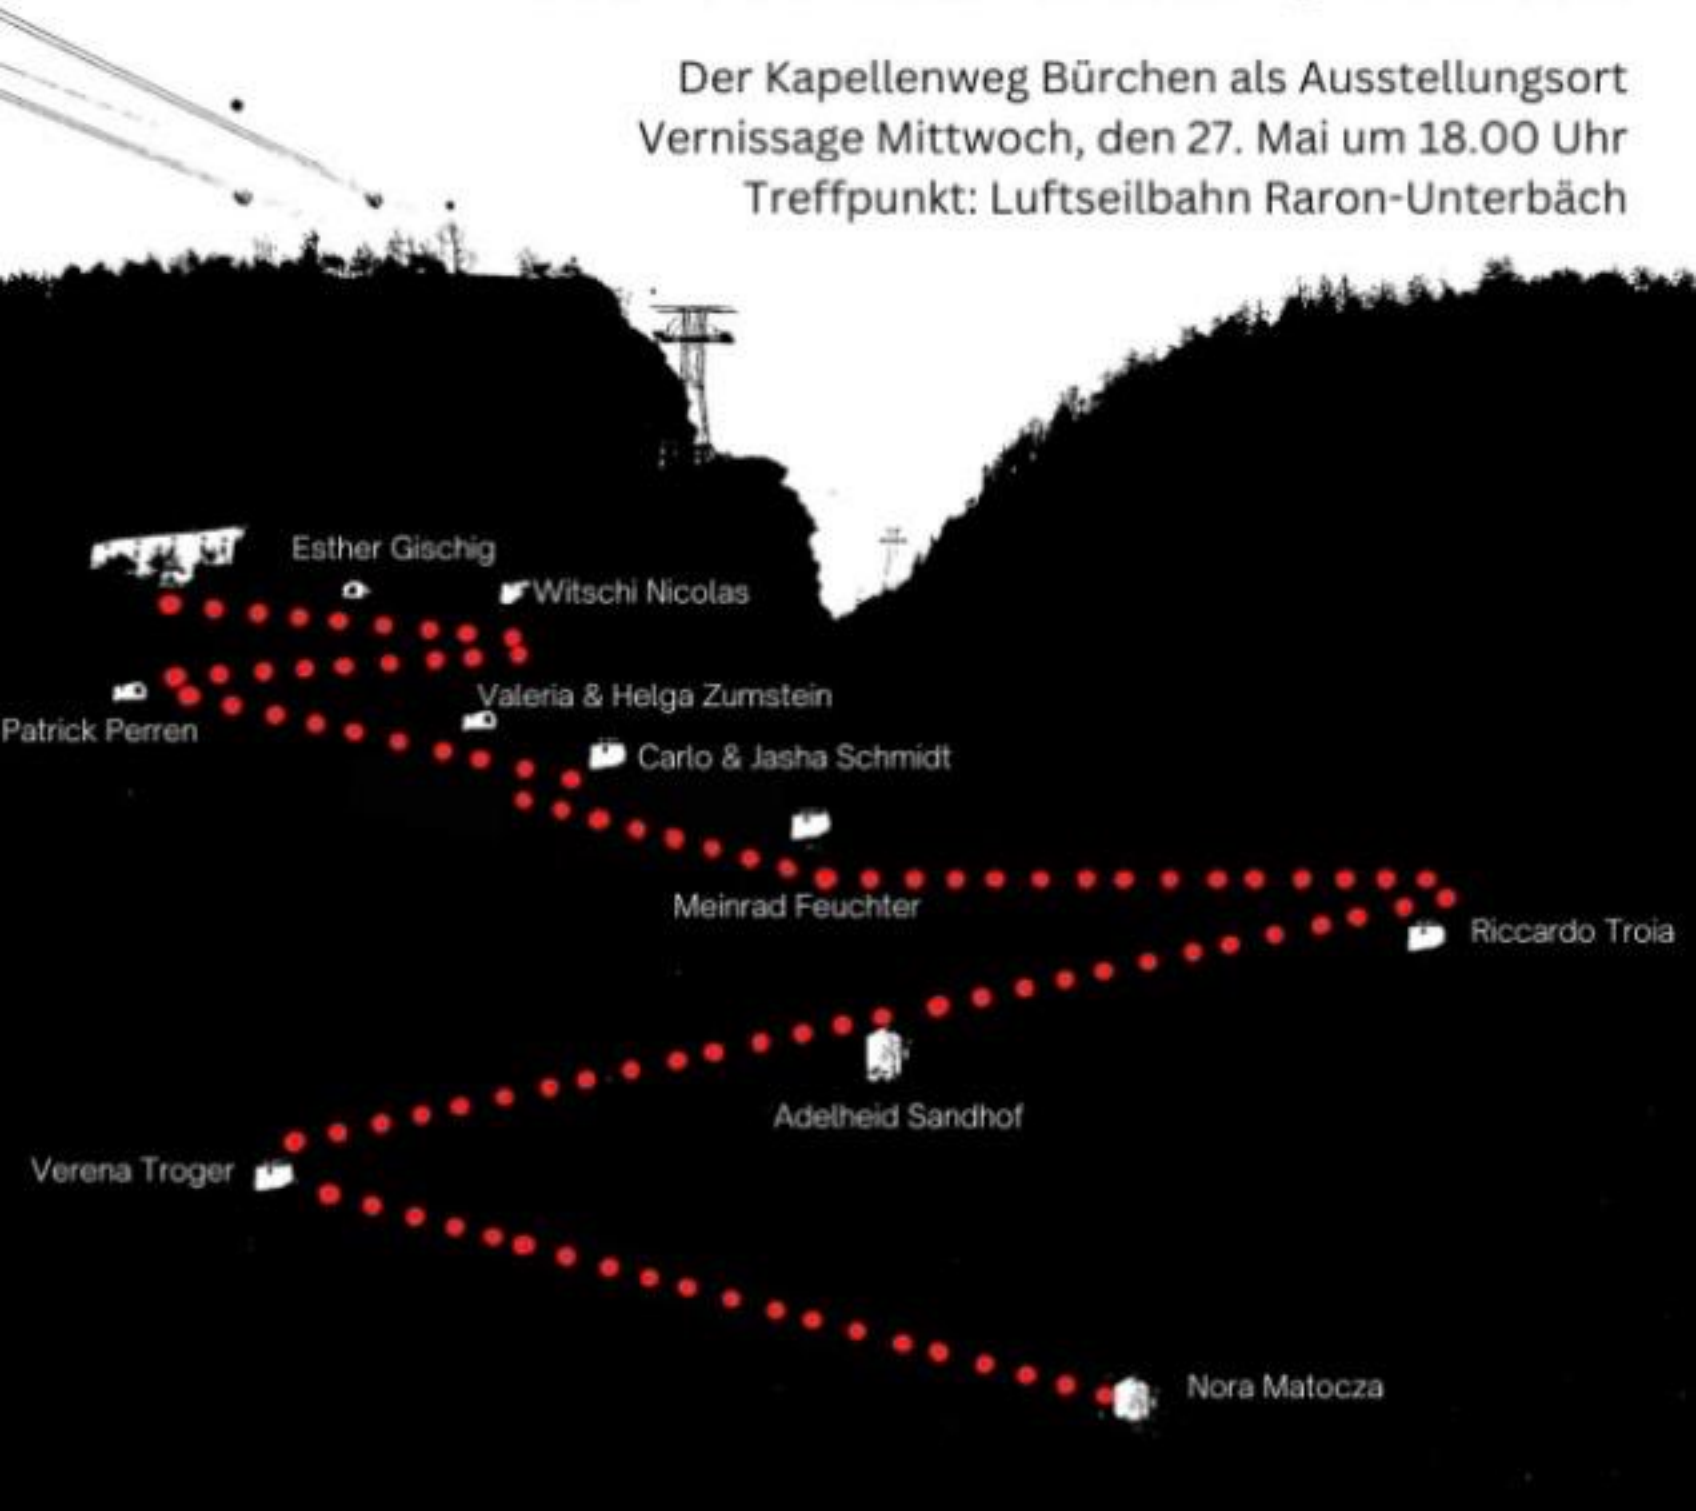 Der Kapellenweg Bürchen als Ausstellungsort
Vernissage Mittwoch, den 27. Mai um 18.00 Uhr
Treffpunkt: Luftseilbahn Raron-Unterbäch
Esther Gischig
Witschi Nicolas
Valeria & Helga Zumstein
Patrick Perren
Carlo & Jasha Schmidt
Meinrad Feuchter
Riccardo Troia
Adelheid Sandhof
Verena Troger
Nora Matocza